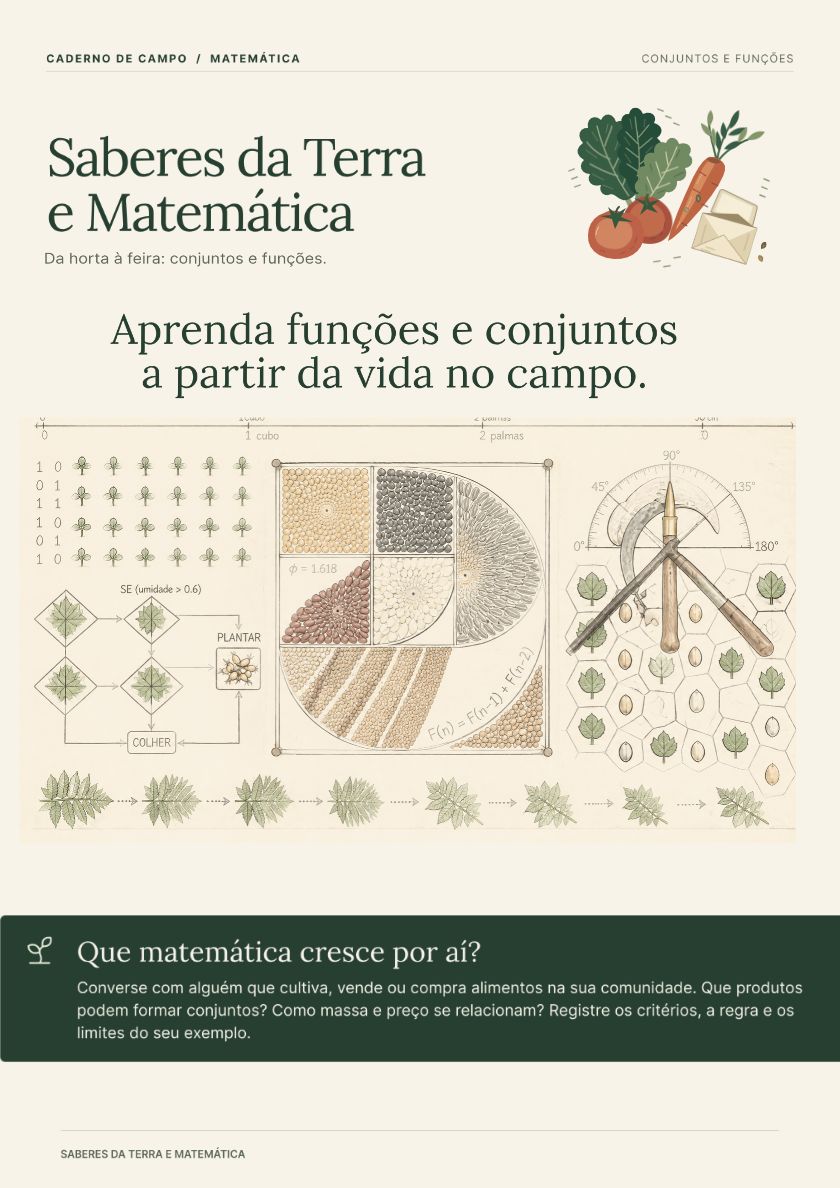 CADERNO DE CAMPO / MATEMÁTICA
CONJUNTOS E FUNÇÕES
Saberes da Terra
e Matemática
Da horta à feira: conjuntos e funções.
Aprenda funções e conjuntos
a partir da vida no campo.
0 1 cubo 2 palmas 0
1 0
0 1
1 1
1 0
0 1
1 0
SE (umidade > 0.6)
PLANTAR
COLHER
ϕ = 1.618
F(n) = F(n-1) + F(n-2)
90°
45° 135°
0° 180°
Que matemática cresce por aí?
Converse com alguém que cultiva, vende ou compra alimentos na sua comunidade. Que produtos
podem formar conjuntos? Como massa e preço se relacionam? Registre os critérios, a regra e os
limites do seu exemplo.
SABERES DA TERRA E MATEMÁTICA